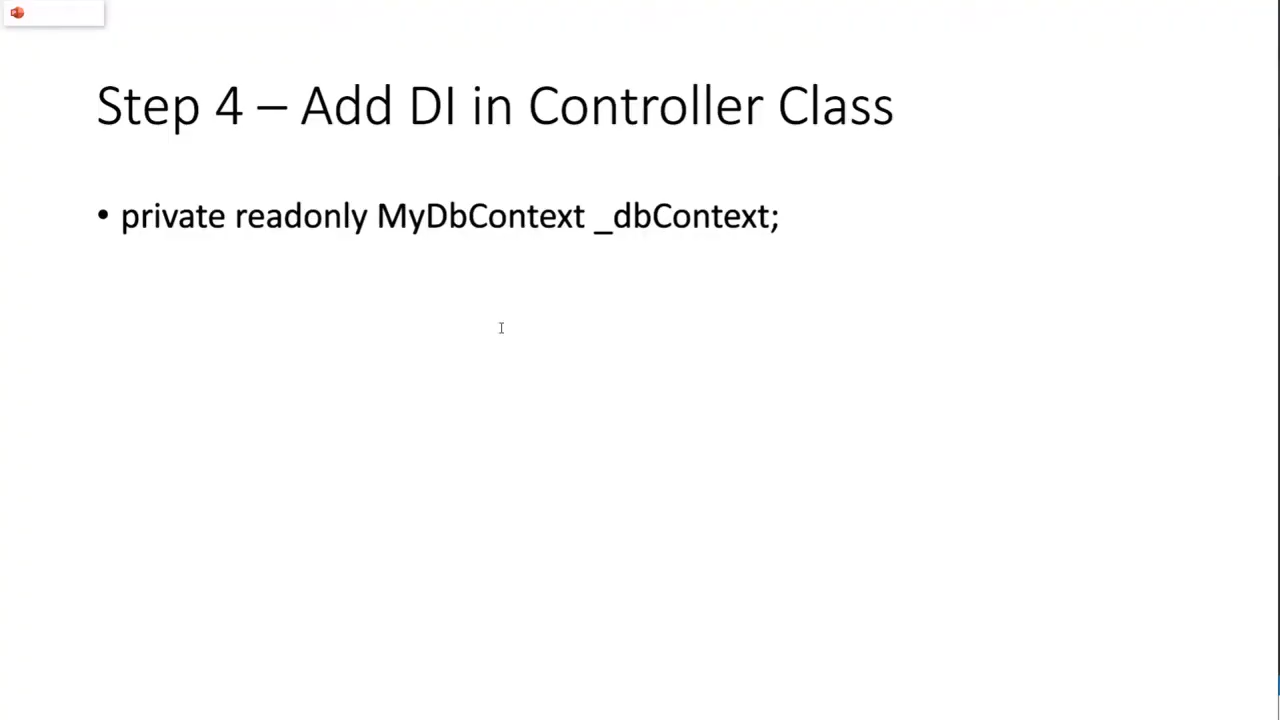 Step 4 – Add DI in Controller Class
• private readonly MyDbContext _dbContext;